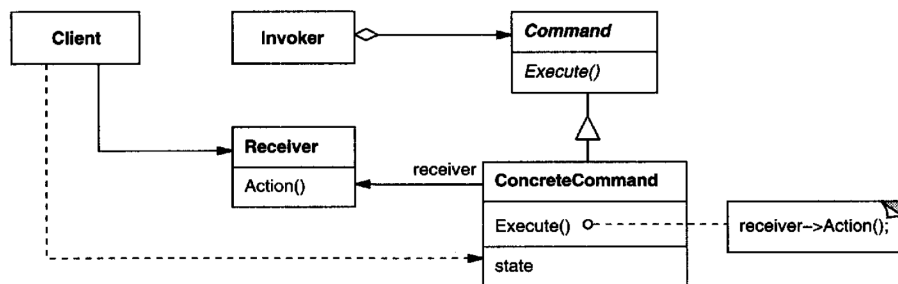 Client
Invoker
Command
Execute()
Receiver
Action()
receiver
ConcreteCommand
Execute()
receiver->Action();
state